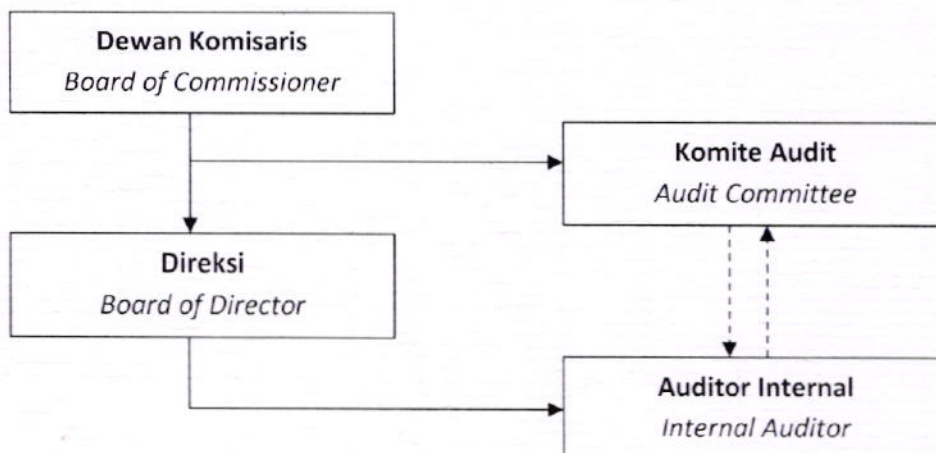 Dewan Komisaris
Board of Commissioner
Komite Audit
Audit Committee
Direksi
Board of Director
Auditor Internal
Internal Auditor